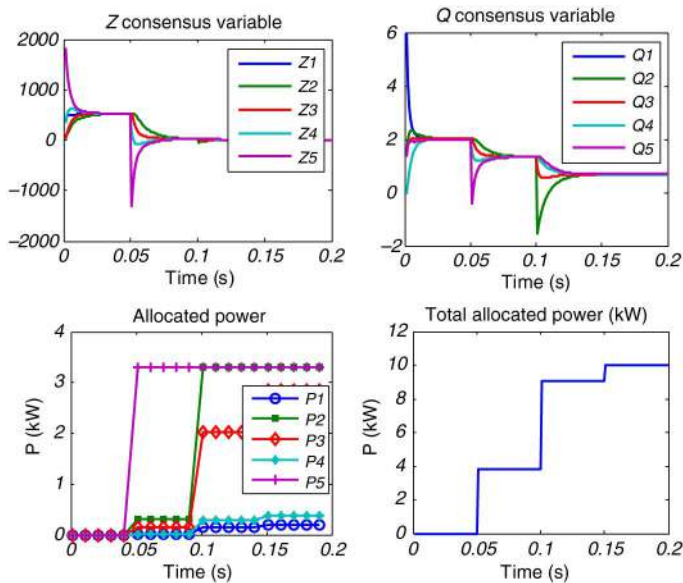 Z consensus variable
2000
1000
0
−1000
−2000
0
0.05
0.1
0.15
0.2
Time (s)
Z1
Z2
Z3
Z4
Z5
Q consensus variable
6
4
2
0
−2
0
0.05
0.1
0.15
0.2
Time (s)
Q1
Q2
Q3
Q4
Q5
Allocated power
P (kW)
4
3
2
1
0
0
0.05
0.1
0.15
0.2
Time (s)
P1
P2
P3
P4
P5
Total allocated power (kW)
P (kW)
12
10
8
6
4
2
0
0
0.05
0.1
0.15
0.2
Time (s)